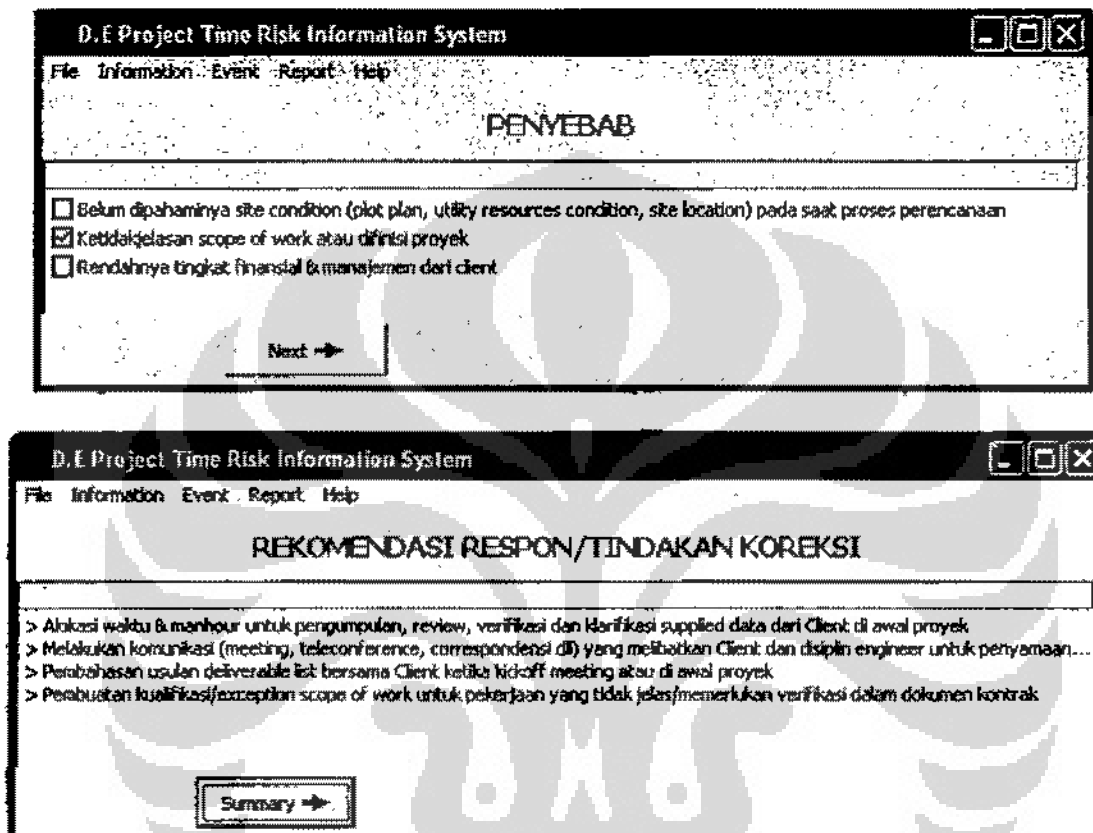 D.E Project Time Risk Information System
File Information Event Report Help
PENYEBAB
Belum dipahaminya site condition (plot plan, utility resources condition, site location) pada saat proses perencanaan
Ketidakjelasan scope of work atau difinisi proyek
Rendahnya tingkat finansial & manajemen dari client
Next
D.E Project Time Risk Information System
File Information Event Report Help
REKOMENDASI RESPON/TINDAKAN KOREKSI
> Alokasi waktu & manhour untuk pengumpulan, review, verifikasi dan klarifikasi supplied data dari Client di awal proyek
> Melakukan komunikasi (meeting, teleconference, correspondensi dll) yang melibatkan Client dan disiplin engineer untuk penyamaan...
> Pembahasan usulan deliverable list bersama Client ketika kickoff meeting atau di awal proyek
> Pembuatan kualifikasi/exception scope of work untuk pekerjaan yang tidak jelas/memerlukan verifikasi dalam dokumen kontrak
Summary